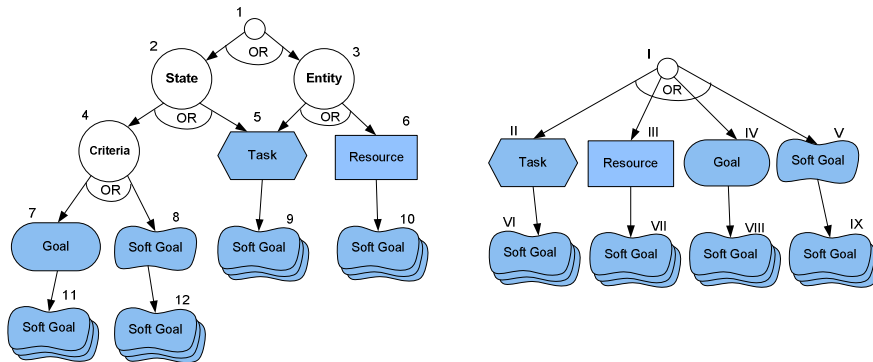 1
OR
2
State
OR
3
Entity
OR
4
Criteria
OR
5
Task
6
Resource
7
Goal
8
Soft Goal
9
Soft Goal
10
Soft Goal
11
Soft Goal
12
Soft Goal
I
OR
II
Task
III
Resource
IV
Goal
V
Soft Goal
VI
Soft Goal
VII
Soft Goal
VIII
Soft Goal
IX
Soft Goal